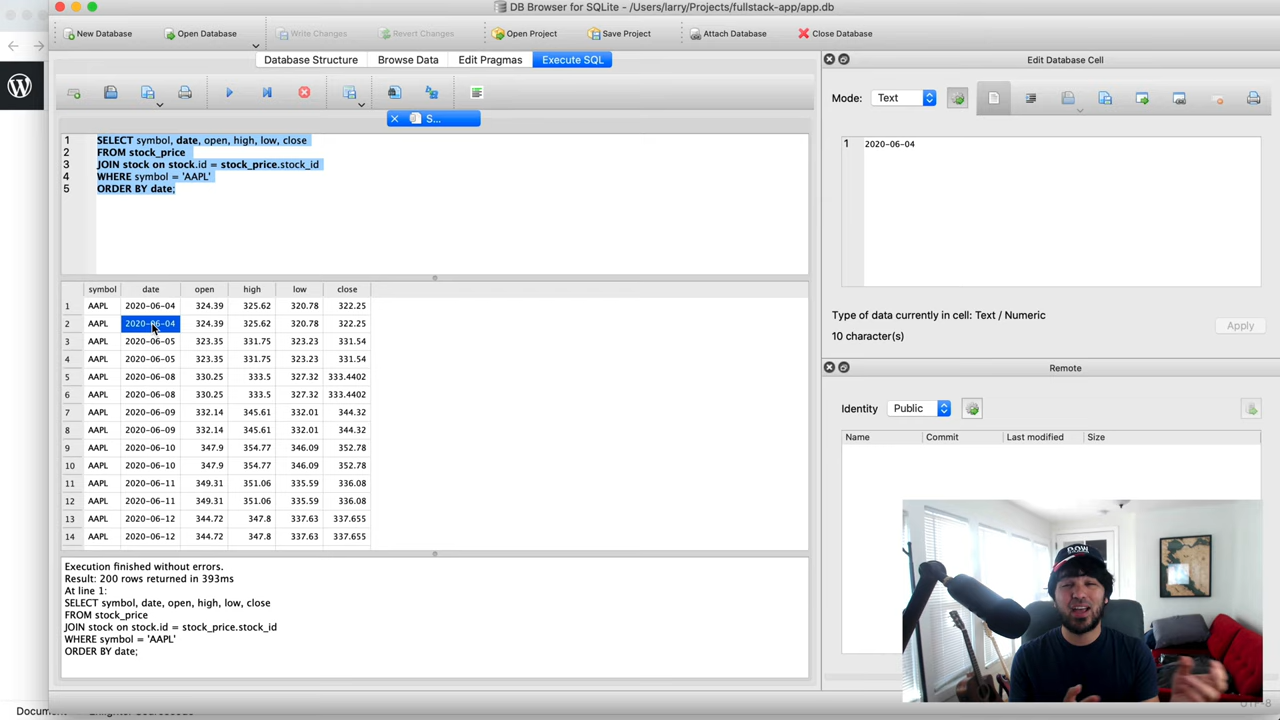 DB Browser for SQLite - /Users/larry/Projects/fullstack-app/app.db
New Database Open Database Write Changes Revert Changes Open Project Save Project Attach Database Close Database
Database Structure Browse Data Edit Pragmas Execute SQL
S...
1 SELECT symbol, date, open, high, low, close
2 FROM stock_price
3 JOIN stock on stock.id = stock_price.stock_id
4 WHERE symbol = 'AAPL'
5 ORDER BY date;
symbol date open high low close
1 AAPL 2020-06-04 324.39 325.62 320.78 322.25
2 AAPL 2020-06-04 324.39 325.62 320.78 322.25
3 AAPL 2020-06-05 323.35 331.75 323.23 331.54
4 AAPL 2020-06-05 323.35 331.75 323.23 331.54
5 AAPL 2020-06-08 330.25 333.5 327.32 333.4402
6 AAPL 2020-06-08 330.25 333.5 327.32 333.4402
7 AAPL 2020-06-09 332.14 345.61 332.01 344.32
8 AAPL 2020-06-09 332.14 345.61 332.01 344.32
9 AAPL 2020-06-10 347.9 354.77 346.09 352.78
10 AAPL 2020-06-10 347.9 354.77 346.09 352.78
11 AAPL 2020-06-11 349.31 351.06 335.59 336.08
12 AAPL 2020-06-11 349.31 351.06 335.59 336.08
13 AAPL 2020-06-12 344.72 347.8 337.63 337.655
14 AAPL 2020-06-12 344.72 347.8 337.63 337.655
Execution finished without errors.
Result: 200 rows returned in 393ms
At line 1:
SELECT symbol, date, open, high, low, close
FROM stock_price
JOIN stock on stock.id = stock_price.stock_id
WHERE symbol = 'AAPL'
ORDER BY date;
Edit Database Cell
Mode: Text
1 2020-06-04
Type of data currently in cell: Text / Numeric
10 character(s)
Apply
Remote
Identity Public
Name Commit Last modified Size
UTF-8